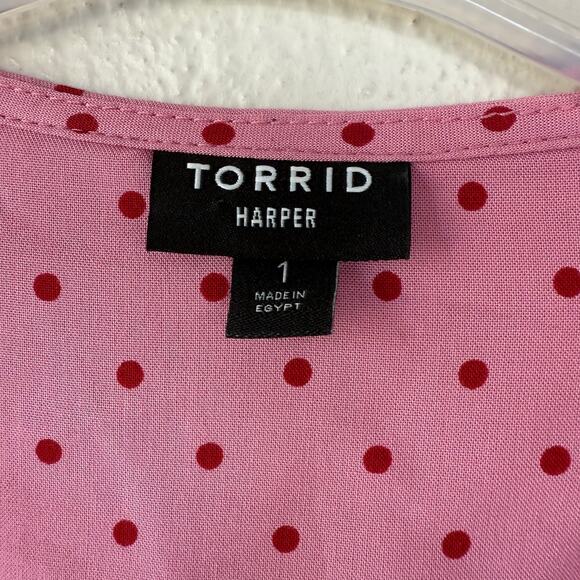 TORRID
HARPER
1
MADE IN
EGYPT